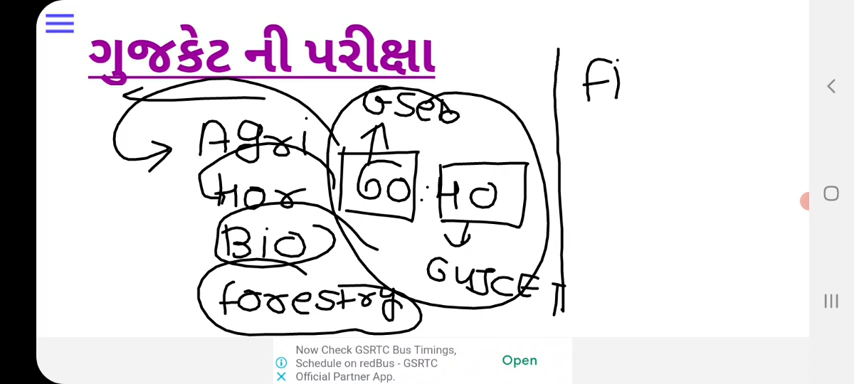 ગુજકેટ ની પરીક્ષા
GSEB
Agri
Hor
Bio
forestry
60 : 40
GUJCET
fi
Now Check GSRTC Bus Timings,
Schedule on redBus - GSRTC
Official Partner App.
Open